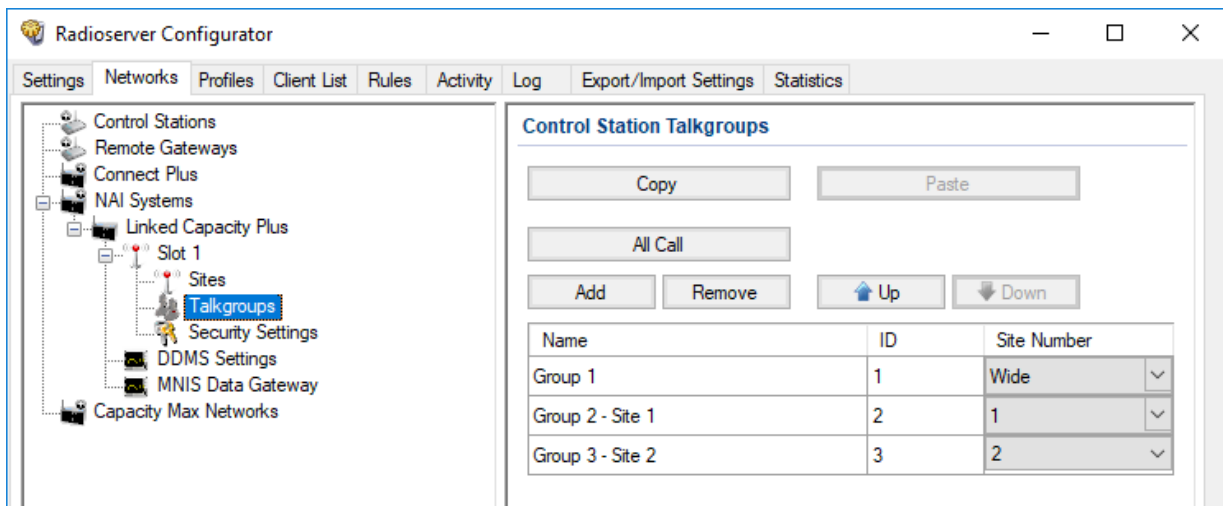 Radioserver Configurator
Settings Networks Profiles Client List Rules Activity Log Export/Import Settings Statistics
Control Stations
Remote Gateways
Connect Plus
NAI Systems
Linked Capacity Plus
Slot 1
Sites
Talkgroups
Security Settings
DDMS Settings
MNIS Data Gateway
Capacity Max Networks
Control Station Talkgroups
Copy Paste
All Call
Add Remove Up Down
Name ID Site Number
Group 1 1 Wide
Group 2 - Site 1 2 1
Group 3 - Site 2 3 2